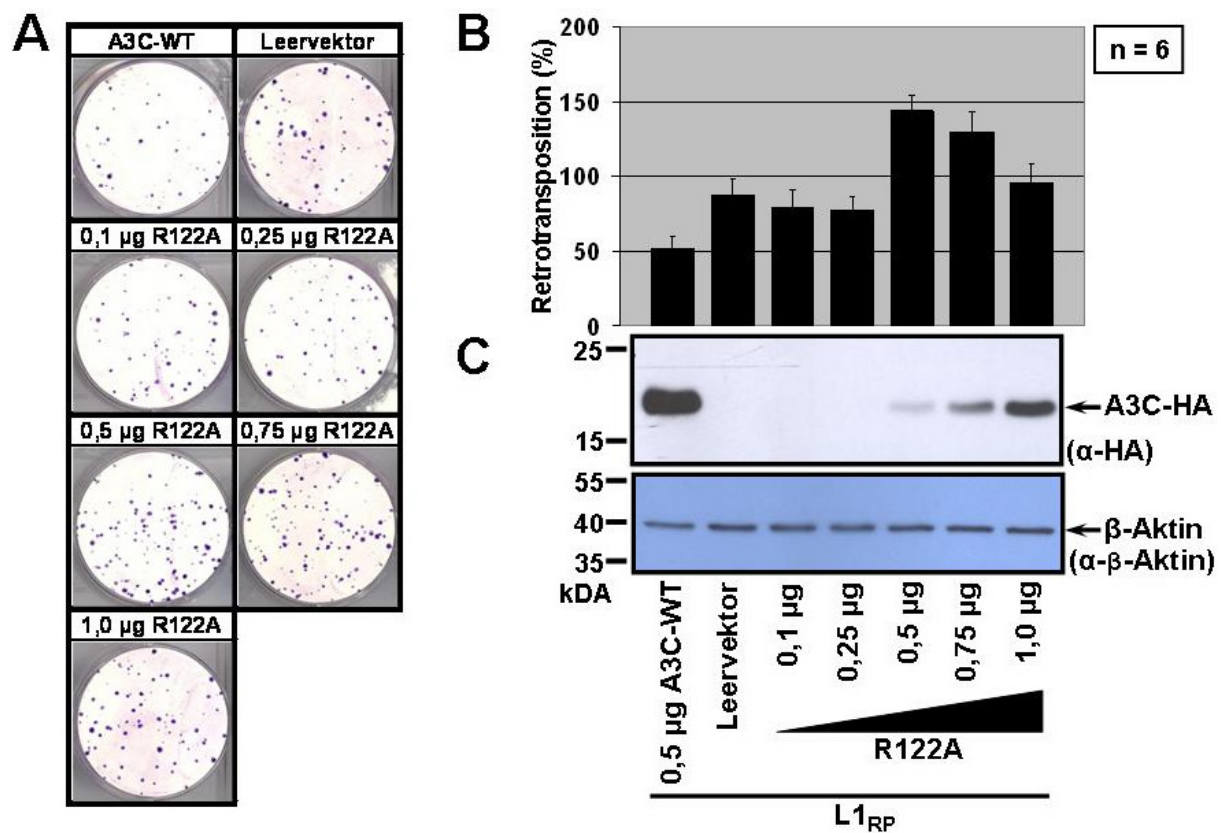 A
A3C-WT Leervektor
0,1 µg R122A 0,25 µg R122A
0,5 µg R122A 0,75 µg R122A
1,0 µg R122A
B
Retrotransposition (%)
200
150
100
50
0
n = 6
C
25
15
A3C-HA
(α-HA)
55
40
35
kDA
β-Aktin
(α-β-Aktin)
0,5 µg A3C-WT
Leervektor
0,1 µg
0,25 µg
0,5 µg
0,75 µg
1,0 µg
R122A
L1RP